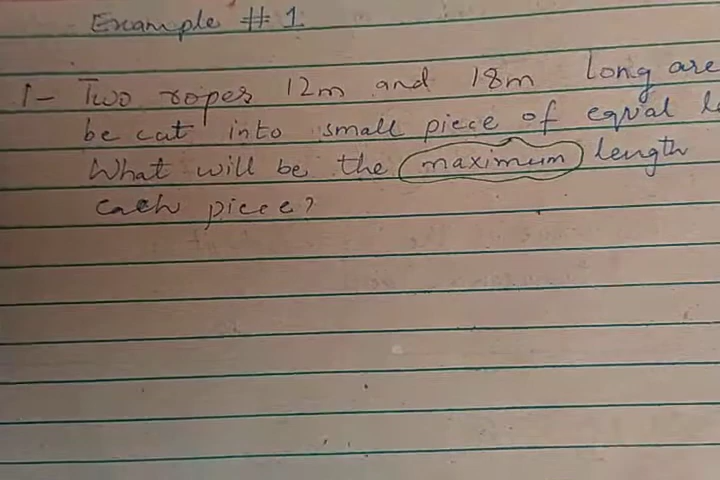 Example # 1.
1- Two ropes 12m and 18m long are
be cut into small piece of equal
What will be the maximum length
each piece?